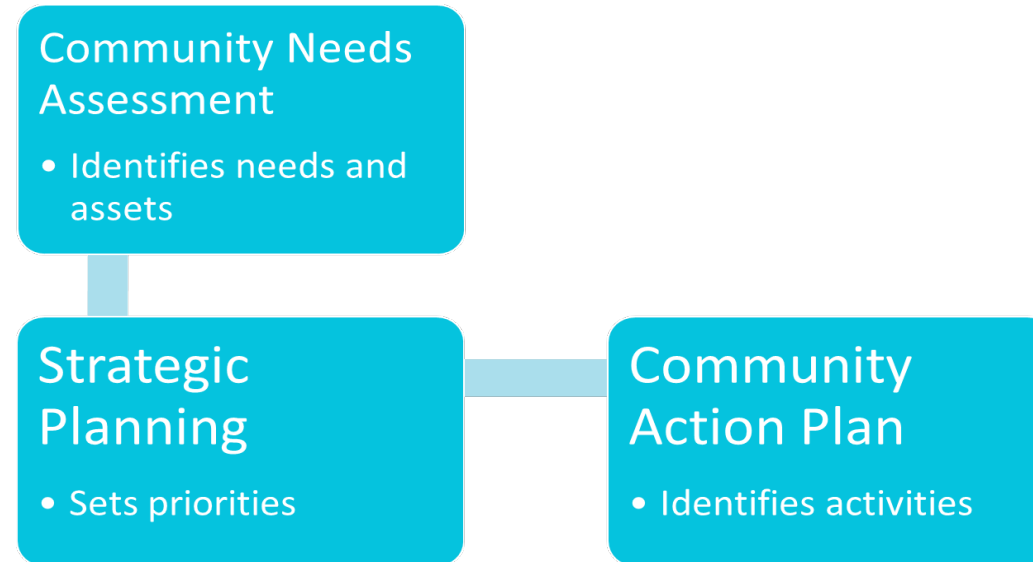 Community Needs
Assessment
• Identifies needs and
assets
Strategic
Planning
• Sets priorities
Community
Action Plan
• Identifies activities